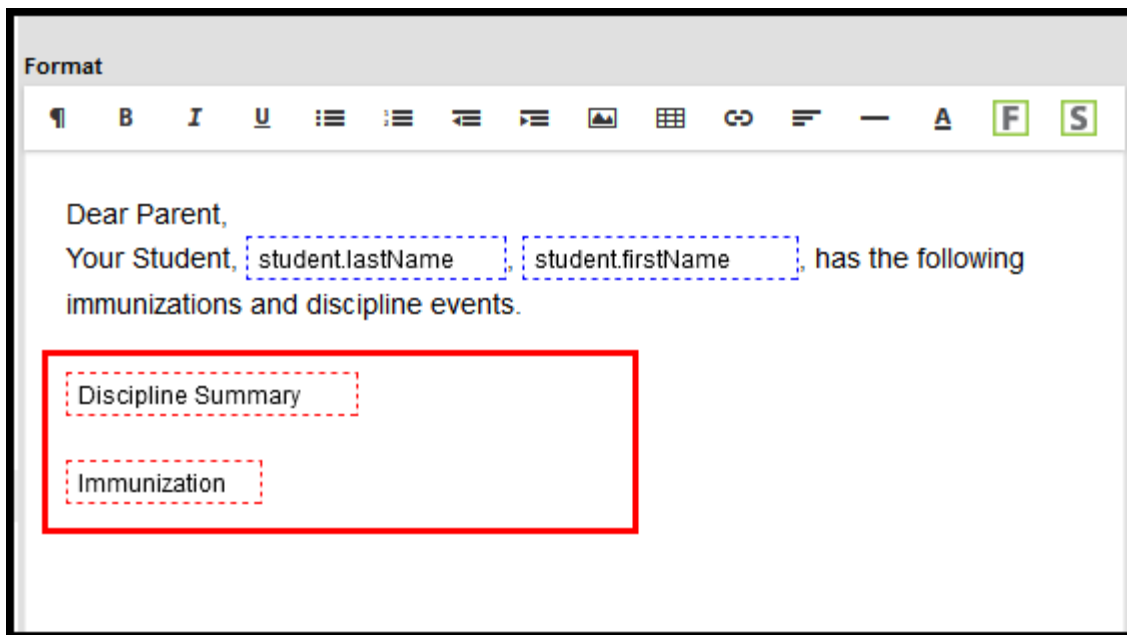 Format
¶ B I U A F S
Dear Parent,
Your Student, student.lastName , student.firstName , has the following
immunizations and discipline events.
Discipline Summary
Immunization